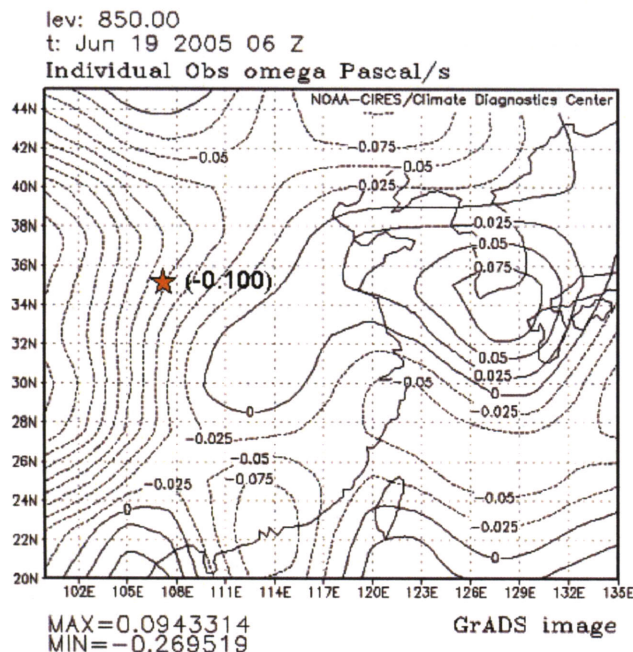 lev: 850.00
t: Jun 19 2005 06 Z
Individual Obs omega Pascal/s
NOAA-CIRES/Climate Diagnostics Center
44N
42N
40N
38N
36N
34N
32N
30N
28N
26N
24N
22N
20N
-0.05
0.075
0.05
0.025
0.025
0.05
0.075
(-0.100)
0.05
0.025
0
-0.05
0
-0.025
-0.025
-0.05
-0.075
0
-0.05
-0.025
0
102E 105E 108E 111E 114E 117E 120E 123E 126E 129E 132E 135E
MAX=0.0943314
MIN=-0.269519
GrADS image